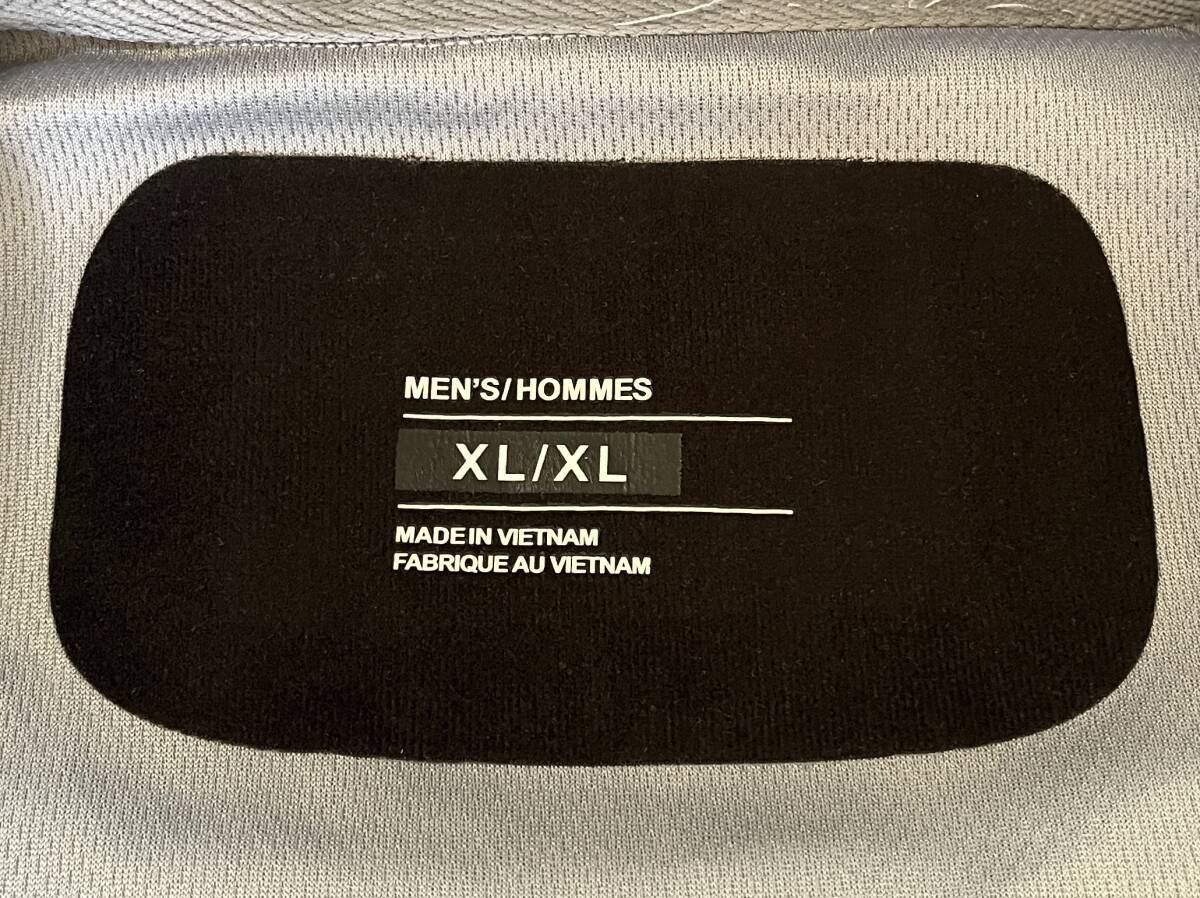 MEN'S/HOMMES
XL/XL
MADE IN VIETNAM
FABRIQUE AU VIETNAM